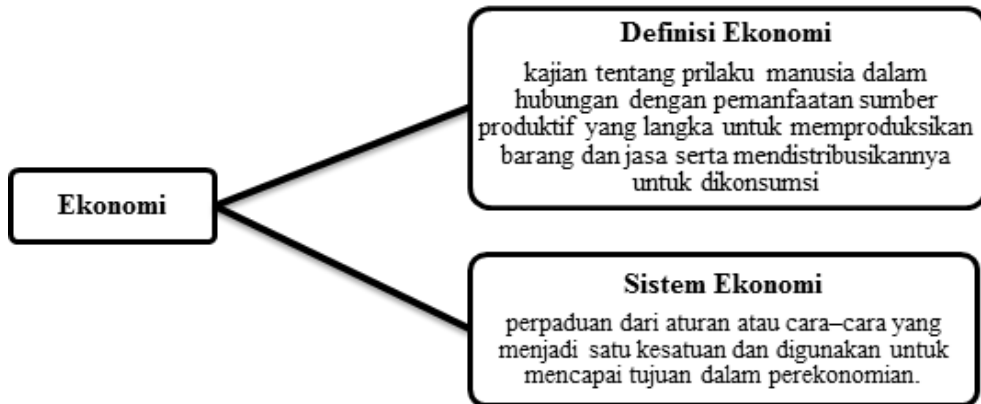 Definisi Ekonomi
kajian tentang prilaku manusia dalam
hubungan dengan pemanfaatan sumber
produktif yang langka untuk memproduksikan
barang dan jasa serta mendistribusikannya
untuk dikonsumsi
Ekonomi
Sistem Ekonomi
perpaduan dari aturan atau cara–cara yang
menjadi satu kesatuan dan digunakan untuk
mencapai tujuan dalam perekonomian.